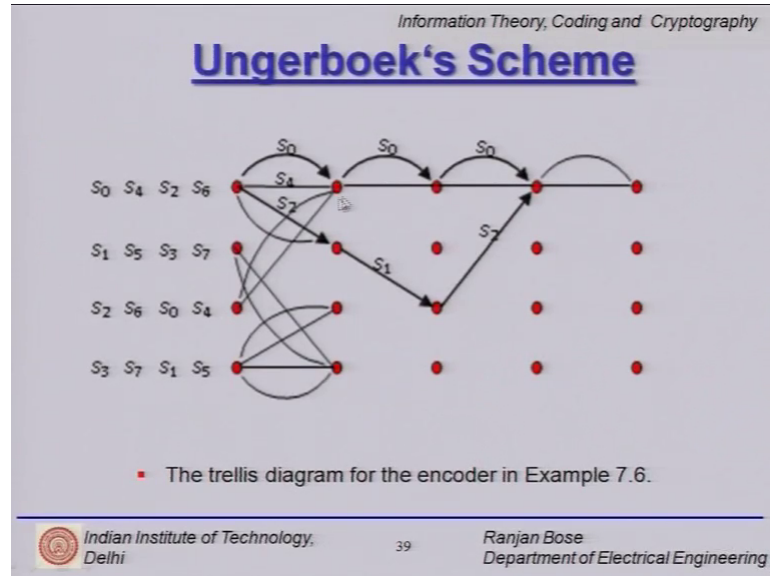 Information Theory, Coding and Cryptography
Ungerboek‘s Scheme
S0 S0 S0
S0 S4 S2 S6
S4
S2
S1 S5 S3 S7
S2
S1
S2 S6 S0 S4
S3 S7 S1 S5
The trellis diagram for the encoder in Example 7.6.
Indian Institute of Technology,
Delhi
39
Ranjan Bose
Department of Electrical Engineering